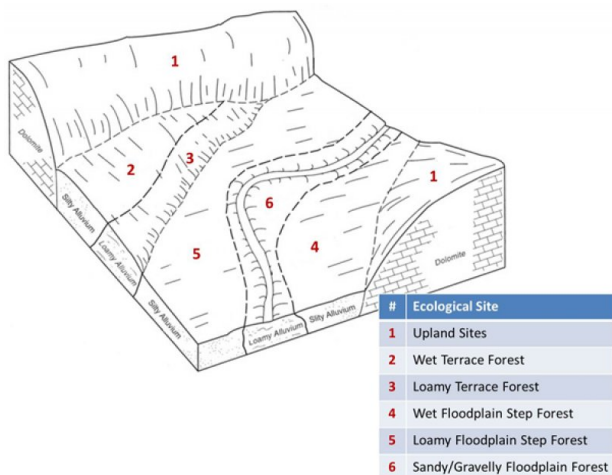 1
Dolomite
2
3
1
Silty Alluvium
6
Loamy Alluvium
5
4
Dolomite
Silty Alluvium
Silty Alluvium
Loamy Alluvium
# Ecological Site
1 Upland Sites
2 Wet Terrace Forest
3 Loamy Terrace Forest
4 Wet Floodplain Step Forest
5 Loamy Floodplain Step Forest
6 Sandy/Gravelly Floodplain Forest